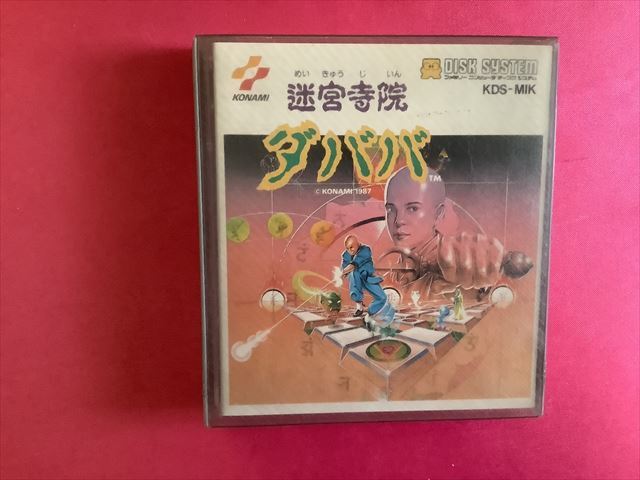 KONAMI
DISK SYSTEM
KDS-MIK
めいきゅうじいん
迷宮寺院
ダババ
TM
© KONAMI 1987